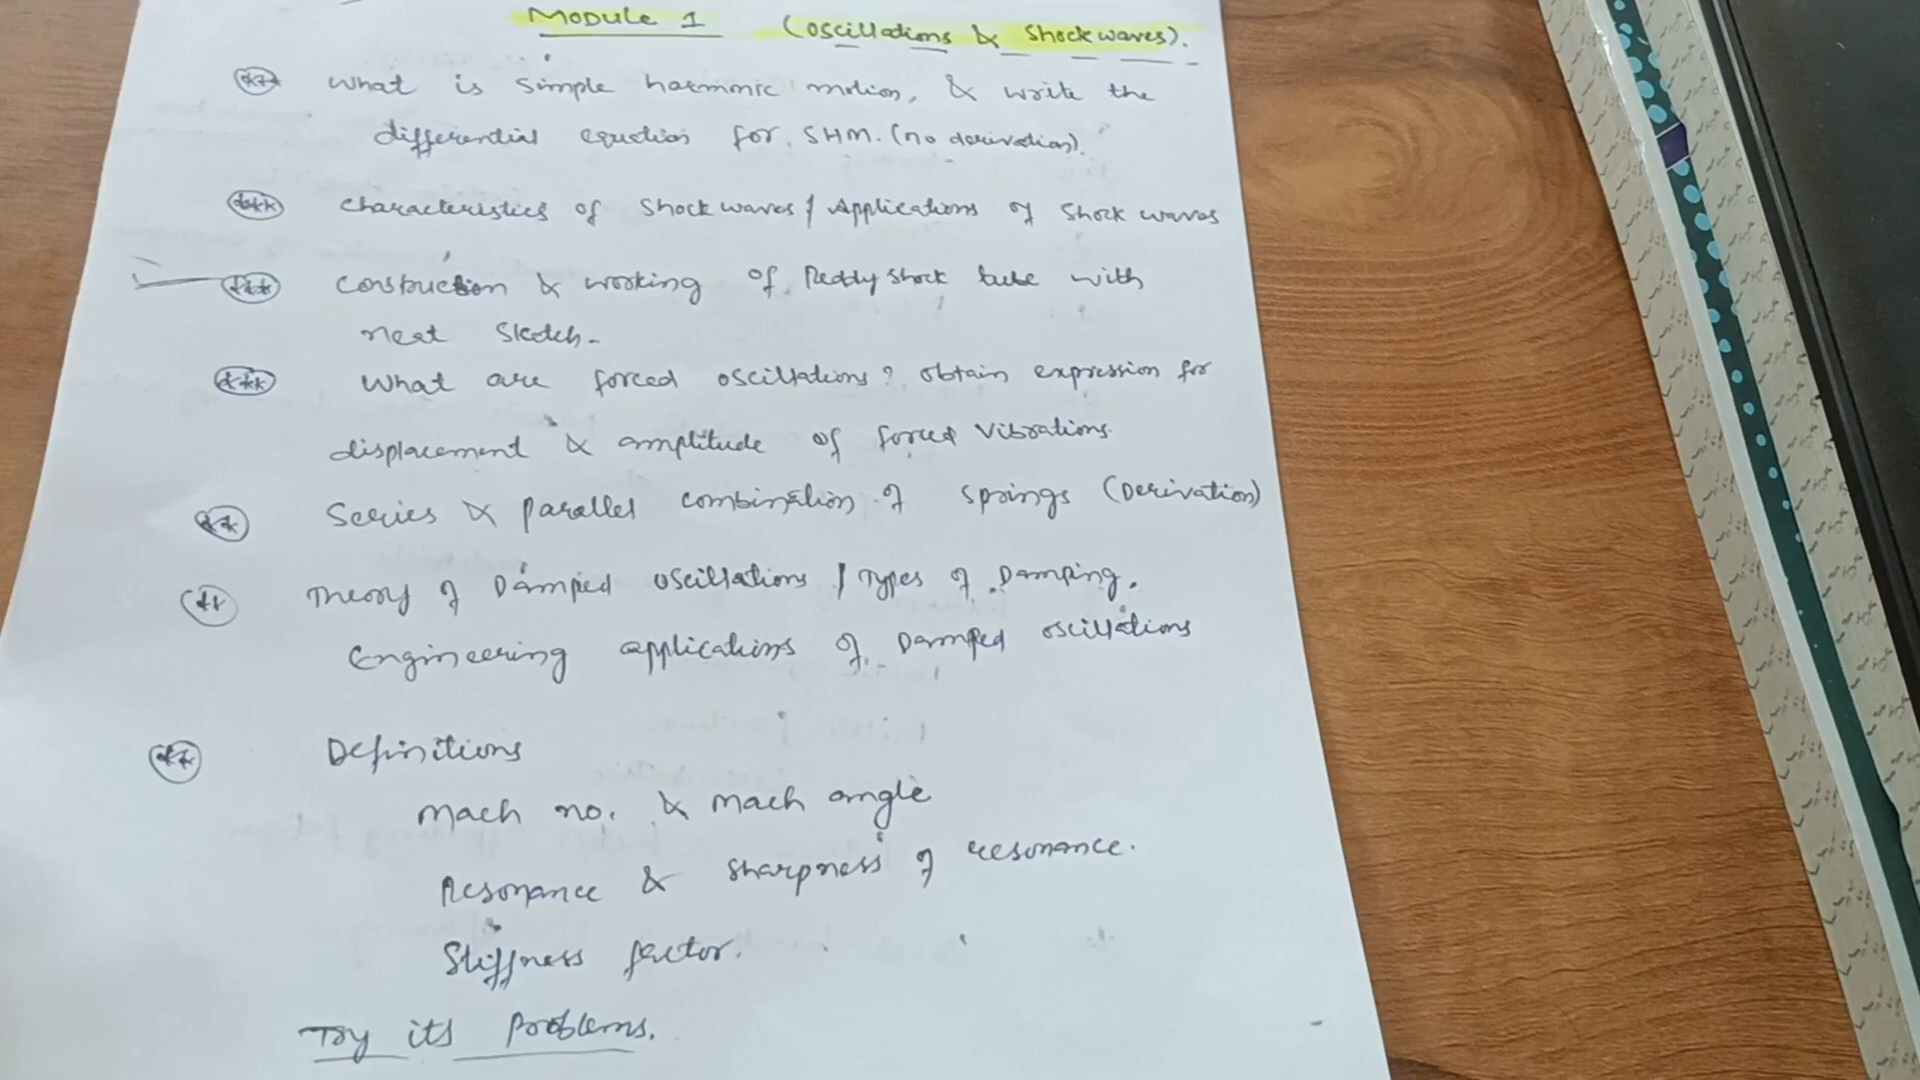 Module 1 (Oscillations & Shockwaves).
** What is simple harmonic motion, & write the
differential equation for SHM. (no derivation).
*** characteristics of Shock waves / Applications of Shock waves
*** Construction & working of Reddy shock tube with
neat Sketch.
*** What are forced oscillations? obtain expression for
displacement & amplitude of forced vibrations.
** Series & parallel combination of springs (Derivation)
** Theory of Damped oscillations / Types of Damping.
Engineering applications of Damped oscillations
** Definitions
Mach no. & Mach angle
Resonance & sharpness of resonance.
Stiffness factor.
Try its Problems.